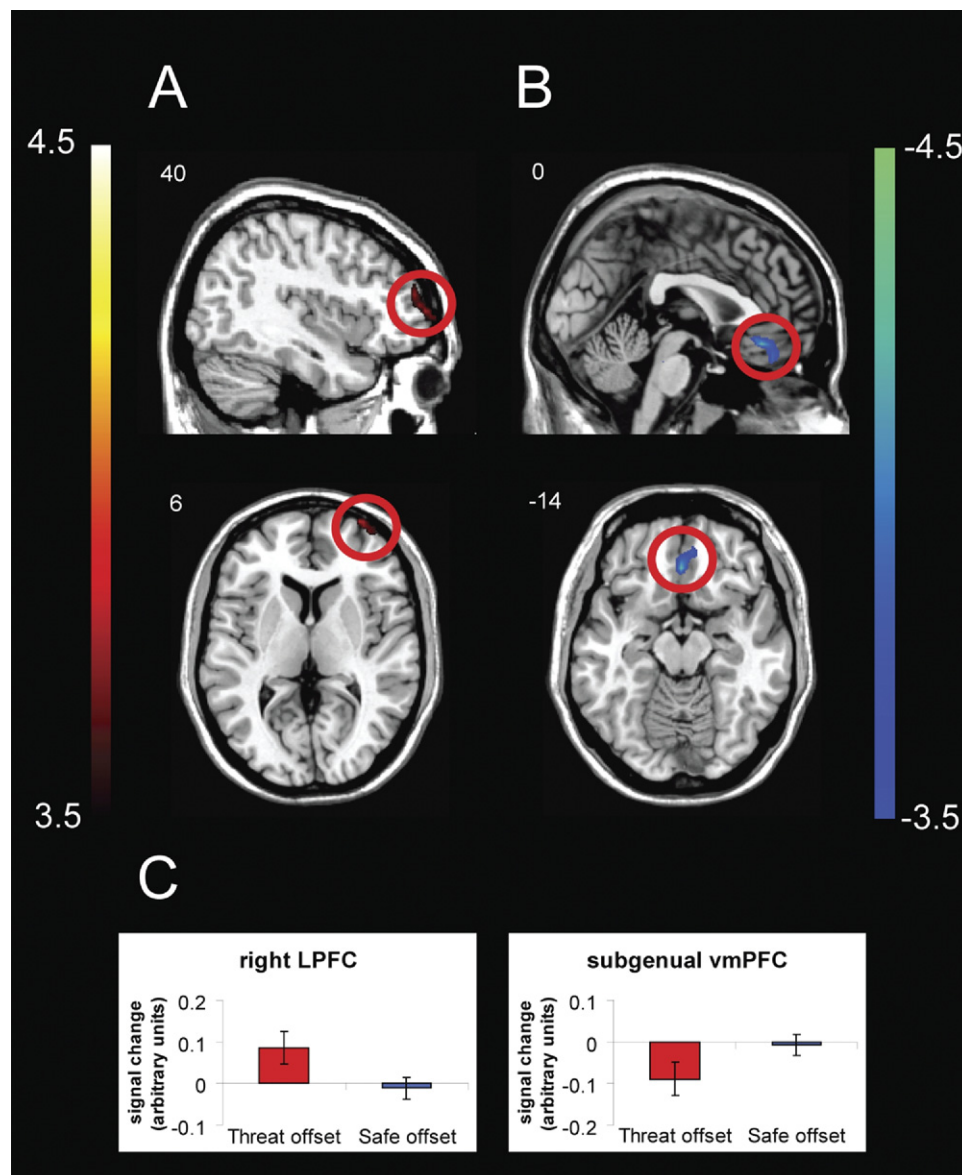 A
B
4.5
-4.5
40
0
6
-14
3.5
-3.5
C
right LPFC
signal change
(arbitrary units)
0.2
0.1
0
-0.1
Threat offset
Safe offset
subgenual vmPFC
signal change
(arbitrary units)
0.1
0
-0.1
-0.2
Threat offset
Safe offset